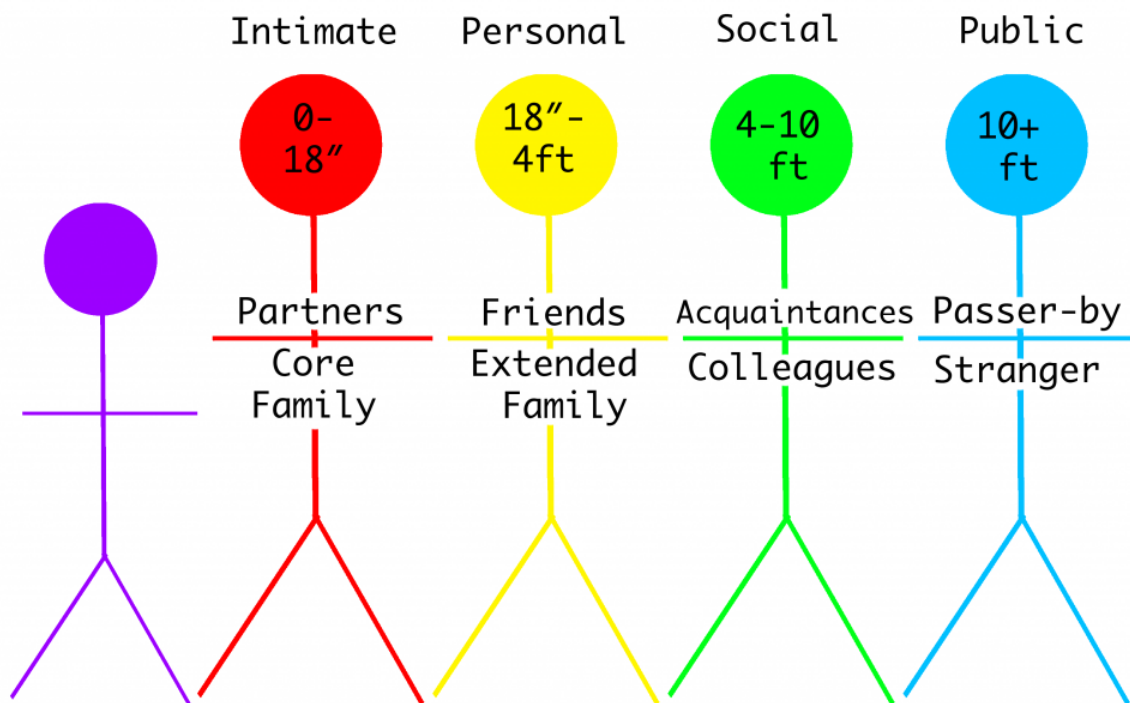 Intimate
Personal
Social
Public
0-
18″
18″-
4ft
4-10
ft
10+
ft
Partners
Core
Family
Friends
Extended
Family
Acquaintances
Colleagues
Passer-by
Stranger